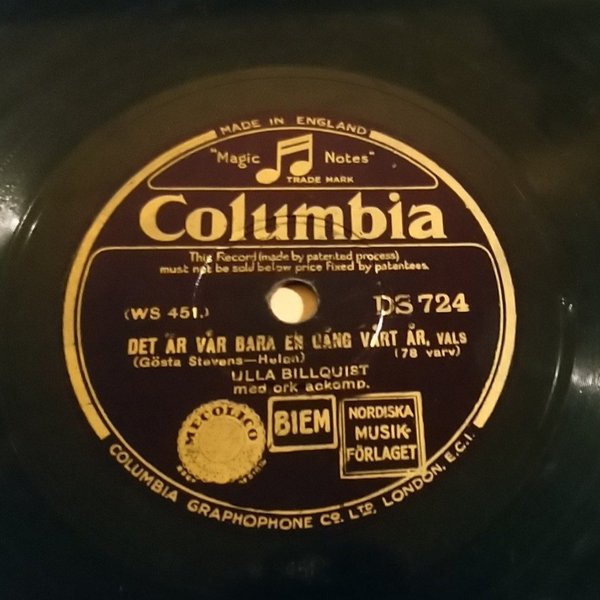 MADE IN ENGLAND
"Magic Notes"
TRADE MARK
Columbia
This Record (made by patented process)
must not be sold below price fixed by patentees.
(WS 451.) DS 724
DET ÄR VÅR BARA EN GÅNG VART ÅR, VALS
(Gösta Stevens—Helan) (78 varv)
ULLA BILLQUIST
med ork ackomp.
MECOLICO
BIEM
NORDISKA
MUSIK-
FÖRLAGET
COLUMBIA GRAPHOPHONE CO. LTD, LONDON, E.C.1.